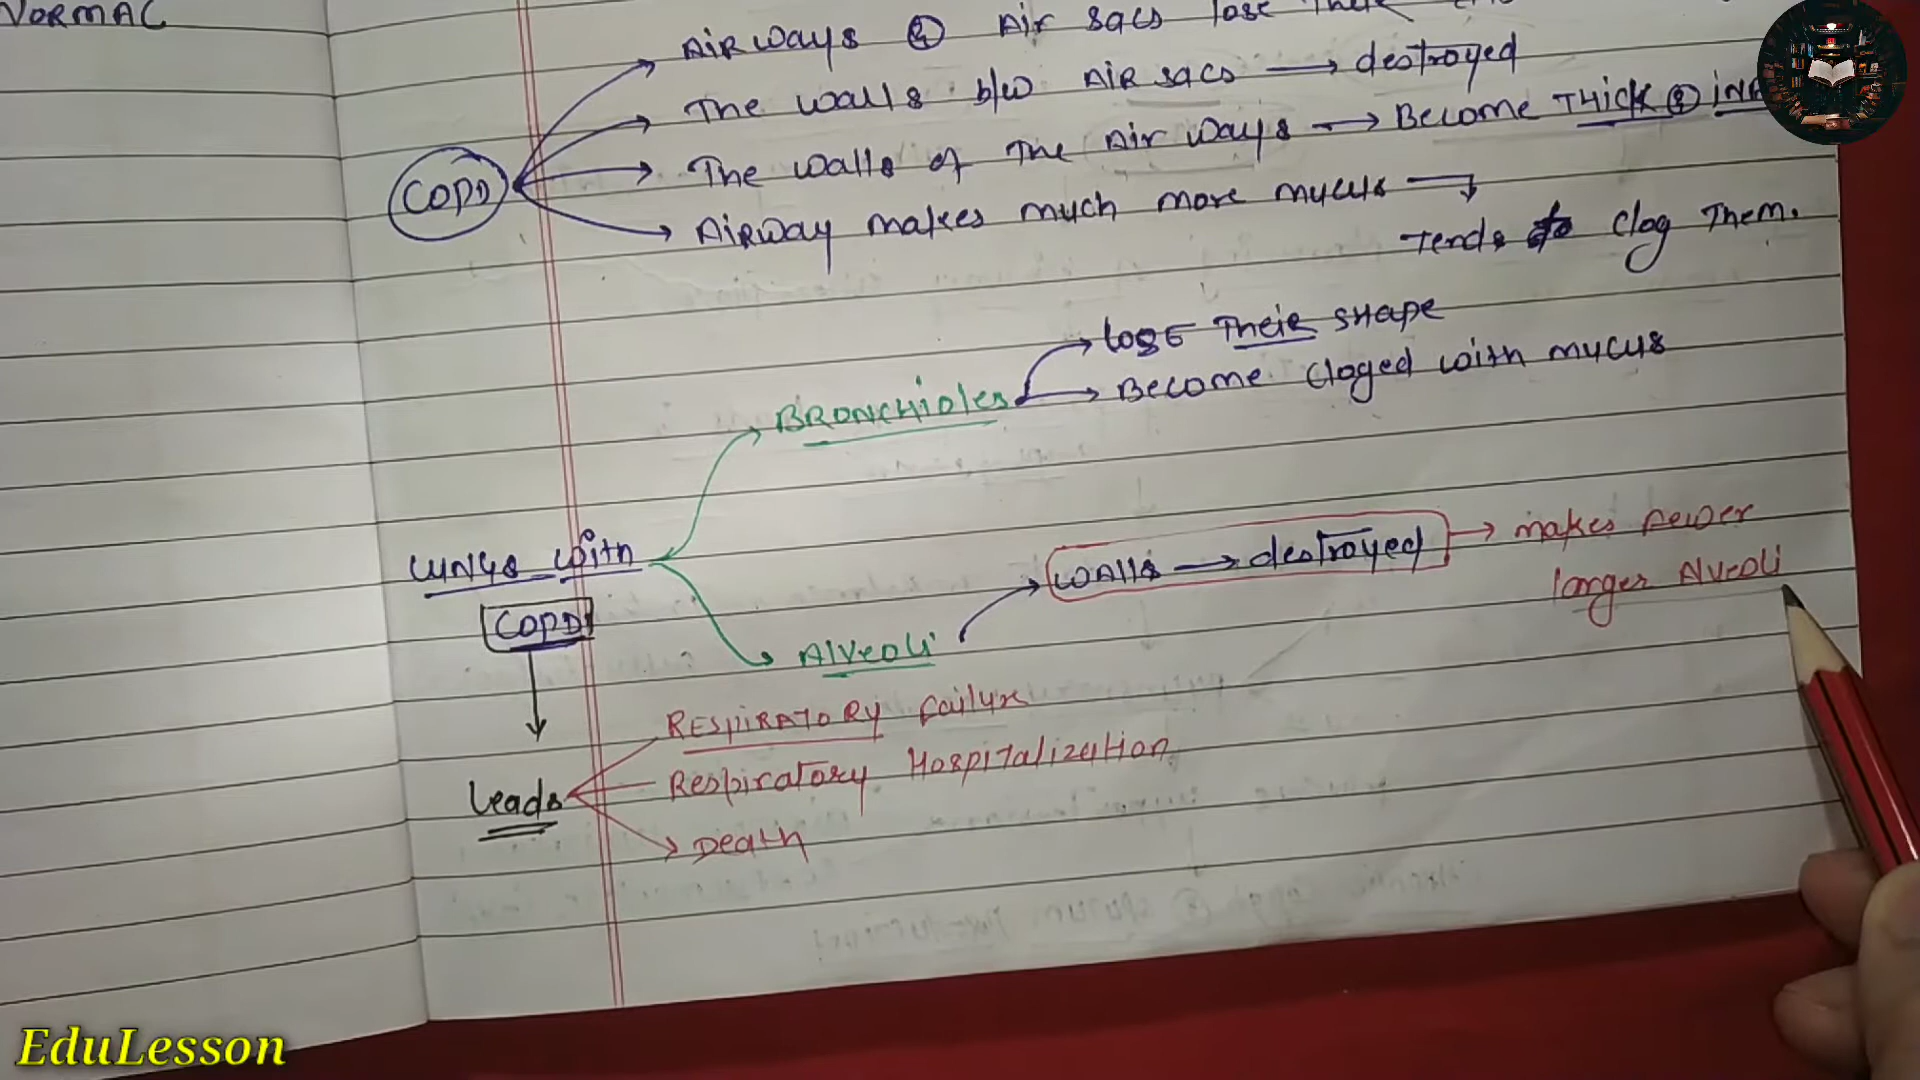 NORMAL
Airways & Air sacs lose Their
The walls b/w Air sacs → destroyed
The walls of The Air ways → Become THICK &
COPD
Airway makes much more mucus →
tends to Clog Them.
lose Their SHAPE
Become Cloged with mucus
BRONCHioles
Walls → destroyed → makes fewer
larger Alveoli
LUNGS with
COPD
Alveoli
RESPIRATORY failure
Respiratory Hospitalization
Leads
→ Death
EduLesson